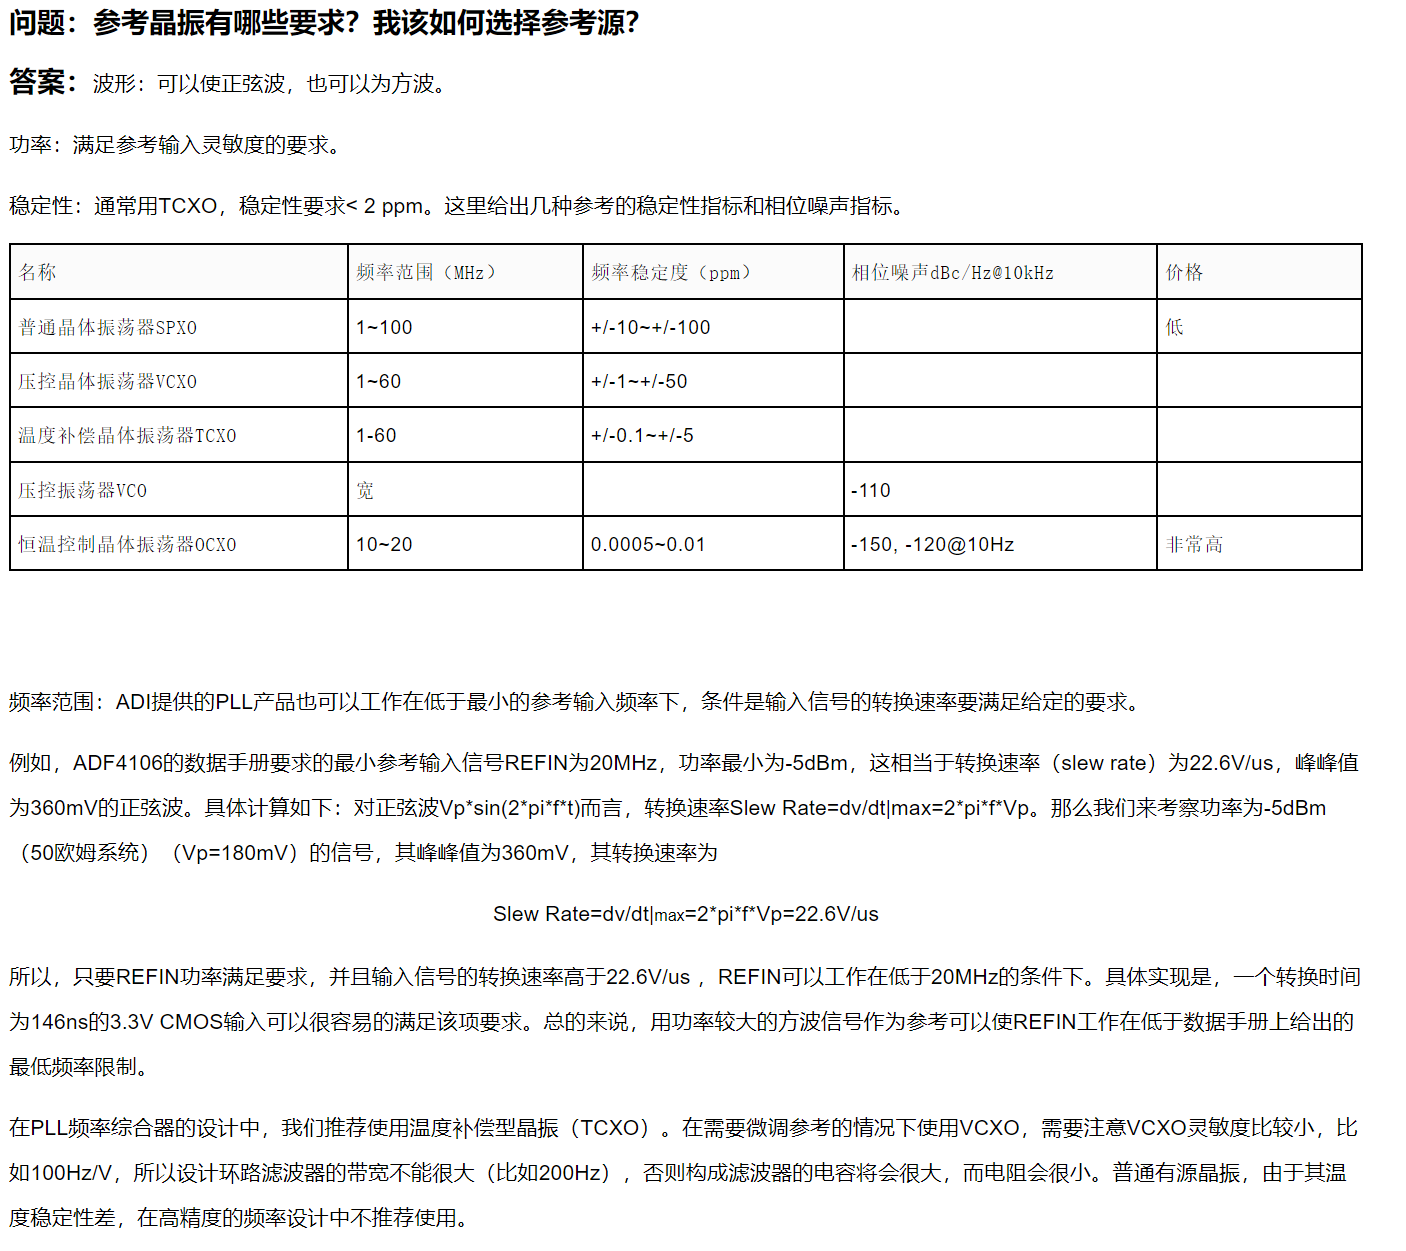 问题：参考晶振有哪些要求？我该如何选择参考源？
答案：波形：可以使正弦波，也可以为方波。
功率：满足参考输入灵敏度的要求。
稳定性：通常用TCXO，稳定性要求< 2 ppm。这里给出几种参考的稳定性指标和相位噪声指标。
名称 频率范围（MHz） 频率稳定度（ppm） 相位噪声dBc/Hz@10kHz 价格
普通晶体振荡器SPXO 1~100 +/-10~+/-100 低
压控晶体振荡器VCXO 1~60 +/-1~+/-50
温度补偿晶体振荡器TCXO 1-60 +/-0.1~+/-5
压控振荡器VCO 宽 -110
恒温控制晶体振荡器OCXO 10~20 0.0005~0.01 -150, -120@10Hz 非常高
频率范围：ADI提供的PLL产品也可以工作在低于最小的参考输入频率下，条件是输入信号的转换速率要满足给定的要求。
例如，ADF4106的数据手册要求的最小参考输入信号REFIN为20MHz，功率最小为-5dBm，这相当于转换速率（slew rate）为22.6V/us，峰峰值
为360mV的正弦波。具体计算如下：对正弦波Vp*sin(2*pi*f*t)而言，转换速率Slew Rate=dv/dt|max=2*pi*f*Vp。那么我们来考察功率为-5dBm
（50欧姆系统）（Vp=180mV）的信号，其峰峰值为360mV，其转换速率为
Slew Rate=dv/dt|max=2*pi*f*Vp=22.6V/us
所以，只要REFIN功率满足要求，并且输入信号的转换速率高于22.6V/us ，REFIN可以工作在低于20MHz的条件下。具体实现是，一个转换时间
为146ns的3.3V CMOS输入可以很容易的满足该项要求。总的来说，用功率较大的方波信号作为参考可以使REFIN工作在低于数据手册上给出的
最低频率限制。
在PLL频率综合器的设计中，我们推荐使用温度补偿型晶振（TCXO）。在需要微调参考的情况下使用VCXO，需要注意VCXO灵敏度比较小，比
如100Hz/V，所以设计环路滤波器的带宽不能很大（比如200Hz），否则构成滤波器的电容将会很大，而电阻会很小。普通有源晶振，由于其温
度稳定性差，在高精度的频率设计中不推荐使用。